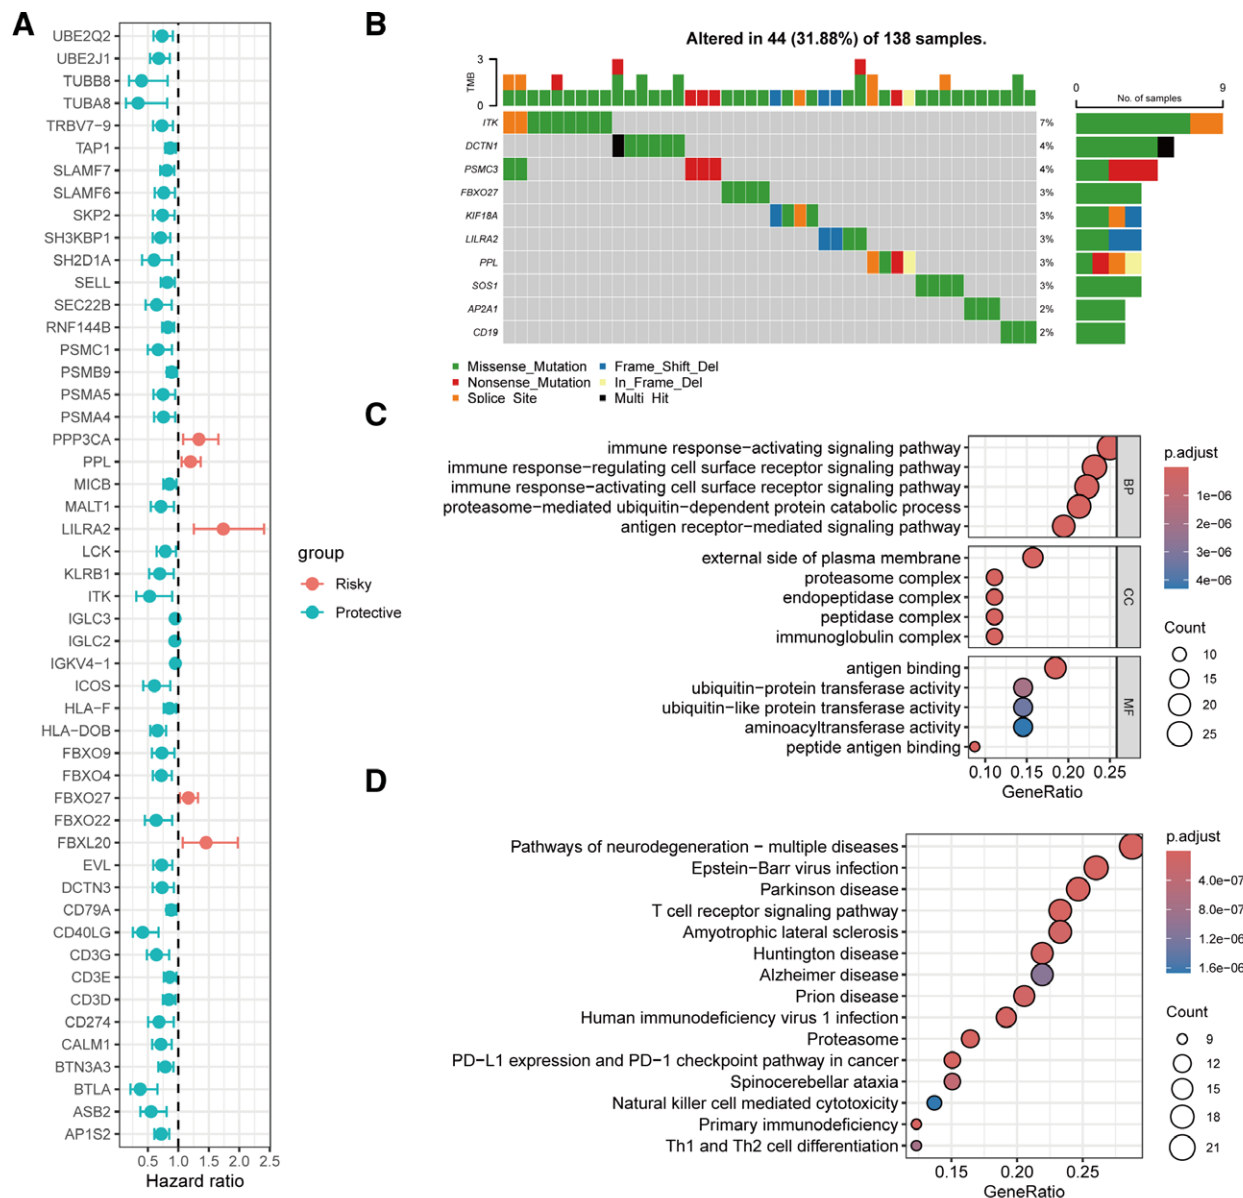 A
UBE2Q2
UBE2J1
TUBB8
TUBA8
TRBV7−9
TAP1
SLAMF7
SLAMF6
SKP2
SH3KBP1
SH2D1A
SELL
SEC22B
RNF144B
PSMC1
PSMB9
PSMA5
PSMA4
PPP3CA
PPL
MICB
MALT1
LILRA2
LCK
KLRB1
ITK
IGLC3
IGLC2
IGKV4−1
ICOS
HLA−F
HLA−DOB
FBXO9
FBXO4
FBXO27
FBXO22
FBXL20
EVL
DCTN3
CD79A
CD40LG
CD3G
CD3E
CD3D
CD274
CALM1
BTN3A3
BTLA
ASB2
AP1S2
0.5 1.0 1.5 2.0 2.5
Hazard ratio
group
Risky
Protective
B
Altered in 44 (31.88%) of 138 samples.
TMB
3
0
0 9
No. of samples
ITK 7%
DCTN1 4%
PSMC3 4%
FBXO27 3%
KIF18A 3%
LILRA2 3%
PPL 3%
SOS1 3%
AP2A1 2%
CD19 2%
Missense_Mutation Frame_Shift_Del
Nonsense_Mutation In_Frame_Del
Splice_Site Multi_Hit
C
immune response−activating signaling pathway
immune response−regulating cell surface receptor signaling pathway
immune response−activating cell surface receptor signaling pathway
proteasome−mediated ubiquitin−dependent protein catabolic process
antigen receptor−mediated signaling pathway
BP
external side of plasma membrane
proteasome complex
endopeptidase complex
peptidase complex
immunoglobulin complex
CC
antigen binding
ubiquitin−protein transferase activity
ubiquitin−like protein transferase activity
aminoacyltransferase activity
peptide antigen binding
MF
0.10 0.15 0.20 0.25
GeneRatio
p.adjust
1e−06
2e−06
3e−06
4e−06
Count
10
15
20
25
D
Pathways of neurodegeneration − multiple diseases
Epstein−Barr virus infection
Parkinson disease
T cell receptor signaling pathway
Amyotrophic lateral sclerosis
Huntington disease
Alzheimer disease
Prion disease
Human immunodeficiency virus 1 infection
Proteasome
PD−L1 expression and PD−1 checkpoint pathway in cancer
Spinocerebellar ataxia
Natural killer cell mediated cytotoxicity
Primary immunodeficiency
Th1 and Th2 cell differentiation
0.15 0.20 0.25
GeneRatio
p.adjust
4.0e−07
8.0e−07
1.2e−06
1.6e−06
Count
9
12
15
18
21